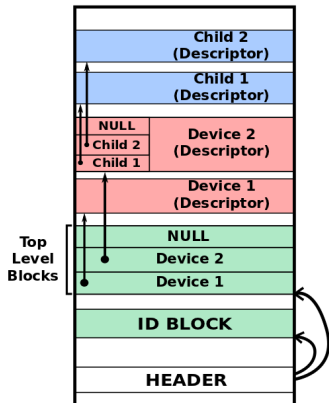 Child 2
(Descriptor)
Child 1
(Descriptor)
NULL
Child 2
Child 1
Device 2
(Descriptor)
Device 1
(Descriptor)
Top
Level
Blocks
NULL
Device 2
Device 1
ID BLOCK
HEADER